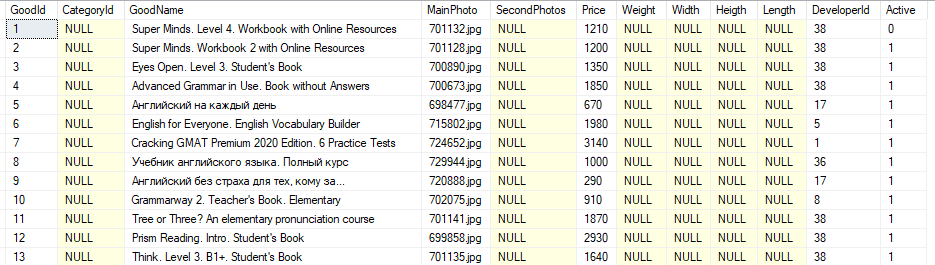 GoodId CategoryId GoodName MainPhoto SecondPhotos Price Weight Width Heigth Length DeveloperId Active
1 NULL Super Minds. Level 4. Workbook with Online Resources 701132.jpg NULL 1210 NULL NULL NULL NULL 38 0
2 NULL Super Minds. Workbook 2 with Online Resources 701128.jpg NULL 1200 NULL NULL NULL NULL 38 1
3 NULL Eyes Open. Level 3. Student's Book 700890.jpg NULL 1350 NULL NULL NULL NULL 38 1
4 NULL Advanced Grammar in Use. Book without Answers 700673.jpg NULL 1850 NULL NULL NULL NULL 38 1
5 NULL Английский на каждый день 698477.jpg NULL 670 NULL NULL NULL NULL 17 1
6 NULL English for Everyone. English Vocabulary Builder 715802.jpg NULL 1980 NULL NULL NULL NULL 5 1
7 NULL Cracking GMAT Premium 2020 Edition. 6 Practice Tests 724652.jpg NULL 3140 NULL NULL NULL NULL 1 1
8 NULL Учебник английского языка. Полный курс 729944.jpg NULL 1000 NULL NULL NULL NULL 36 1
9 NULL Английский без страха для тех, кому за... 720888.jpg NULL 290 NULL NULL NULL NULL 17 1
10 NULL Grammarway 2. Teacher's Book. Elementary 702075.jpg NULL 910 NULL NULL NULL NULL 8 1
11 NULL Tree or Three? An elementary pronunciation course 701141.jpg NULL 1870 NULL NULL NULL NULL 38 1
12 NULL Prism Reading. Intro. Student's Book 699858.jpg NULL 2930 NULL NULL NULL NULL 38 1
13 NULL Think. Level 3. B1+. Student's Book 701135.jpg NULL 1640 NULL NULL NULL NULL 38 1